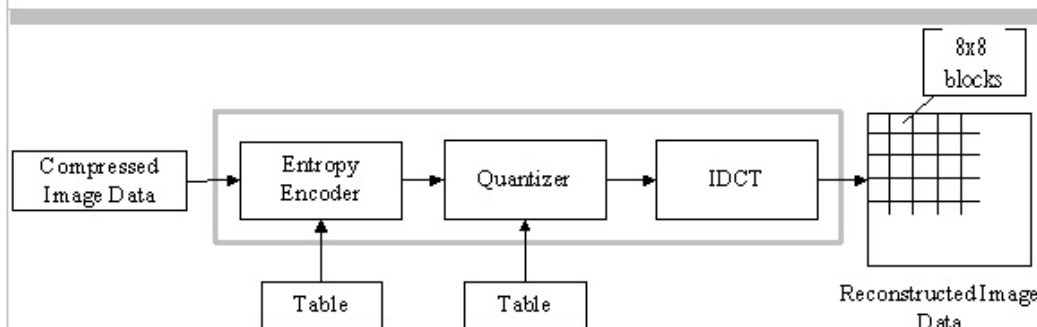 8x8
blocks
Compressed
Image Data
Entropy
Encoder
Quantizer
IDCT
Table
Table
Reconstructed Image
Data